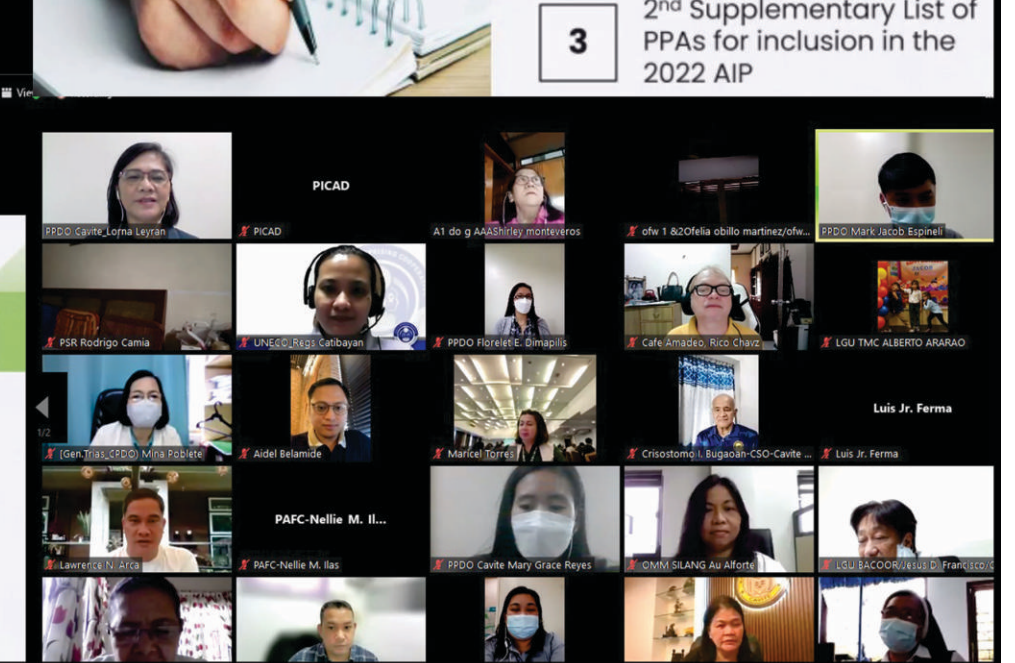 2nd Supplementary List of
3
PPAs for inclusion in the
2022 AIP
PICAD
PPDO Cavite_Lorna Leyran
PICAD
A1 do g AAAShirley monteveros
ofw 1 &2Ofelia obillo martinez/ofw...
PPDO Mark Jacob Espineli
PSR Rodrigo Camia
UNECO_Regs Catibayan
PPDO Florelet E. Dimapilis
Cafe Amadeo, Rico Chavz
LGU TMC ALBERTO ARARAO
1/2
Luis Jr. Ferma
(Gen.Trias_CPDO) Mina Poblete
Aidel Belamide
Maricel Torres
Crisostomo I. Bugaoan-CSO-Cavite ...
Luis Jr. Ferma
PAFC-Nellie M. Il...
Lawrence N. Arca
PAFC-Nellie M. Ilas
PPDO Cavite Mary Grace Reyes
OMM SILANG Au Alforte
LGU BACOOR/Jesus D. Francisco/C